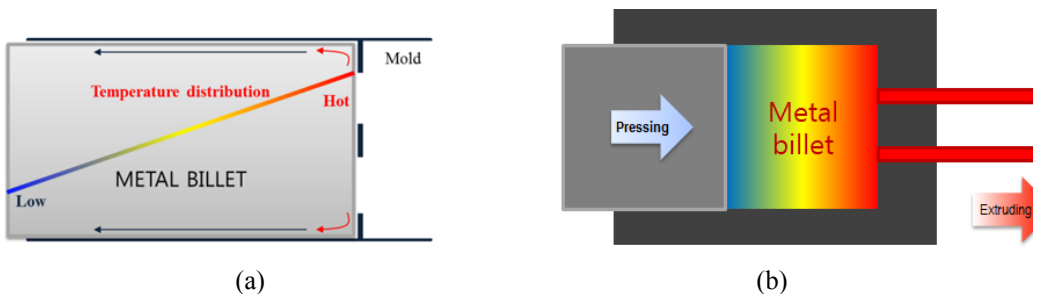 Mold
Temperature distribution
Hot
METAL BILLET
Low
(a)
Pressing
Metal
billet
Extruding
(b)